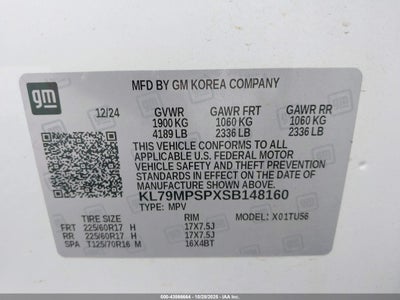 gm
MFD BY GM KOREA COMPANY
12/24 GVWR GAWR FRT GAWR RR
1900 KG 1060 KG 1060 KG
4189 LB 2336 LB 2336 LB
THIS VEHICLE CONFORMS TO ALL
APPLICABLE U.S. FEDERAL MOTOR
VEHICLE SAFETY AND THEFT PREVENTION
STANDARDS IN EFFECT ON THE DATE OF
MANUFACTURE SHOWN ABOVE.
KL79MPSPXSB148160
TYPE: MPV
TIRE SIZE RIM MODEL: X01TU56
FRT 225/60R17 H 17X7.5J
RR 225/60R17 H 17X7.5J
SPA T125/70R16 M 16X4BT